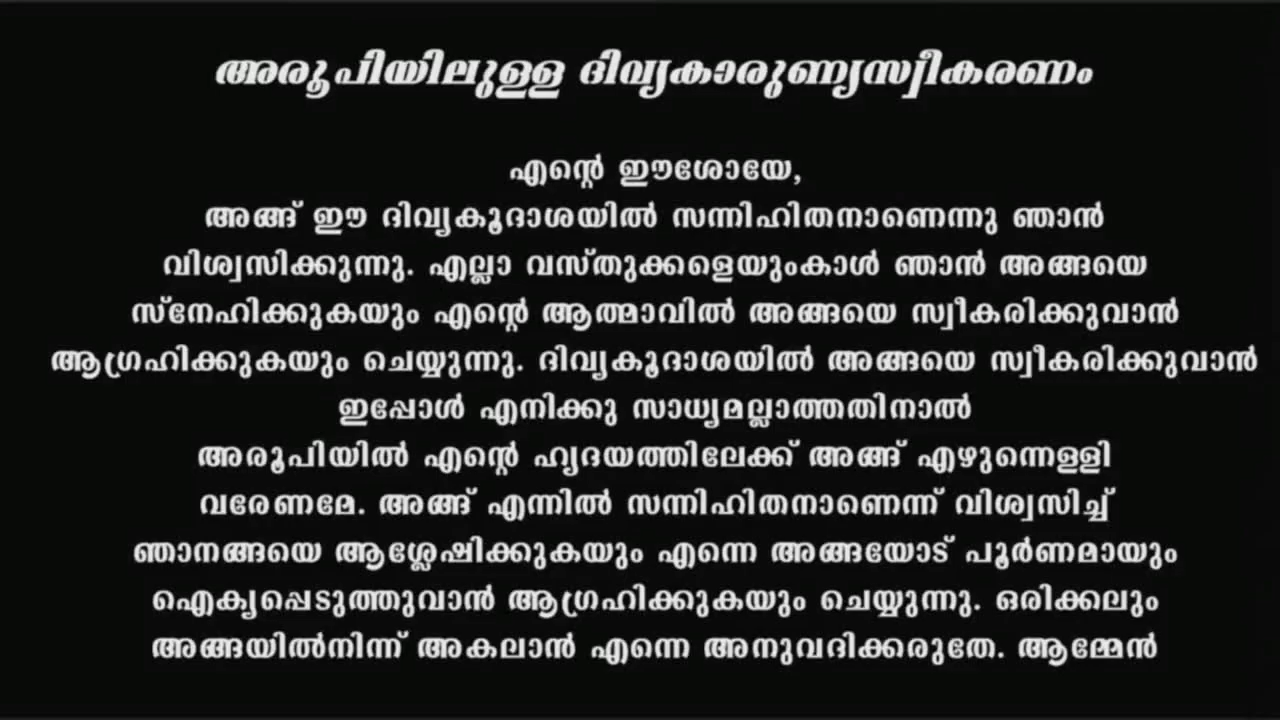 അരൂപിയിലുള്ള ദിവ്യകാരുണ്യസ്വീകരണം
എന്റെ ഈശോയേ,
അങ്ങ് ഈ ദിവ്യകൂദാശയിൽ സന്നിഹിതനാണെന്നു ഞാൻ
വിശ്വസിക്കുന്നു. എല്ലാ വസ്തുക്കളെയുംകാൾ ഞാൻ അങ്ങയെ
സ്നേഹിക്കുകയും എന്റെ ആത്മാവിൽ അങ്ങയെ സ്വീകരിക്കുവാൻ
ആഗ്രഹിക്കുകയും ചെയ്യുന്നു. ദിവ്യകൂദാശയിൽ അങ്ങയെ സ്വീകരിക്കുവാൻ
ഇപ്പോൾ എനിക്കു സാധ്യമല്ലാത്തതിനാൽ
അരൂപിയിൽ എന്റെ ഹൃദയത്തിലേക്ക് അങ്ങ് എഴുന്നെള്ളി
വരേണമേ. അങ്ങ് എന്നിൽ സന്നിഹിതനാണെന്ന് വിശ്വസിച്ച്
ഞാനങ്ങയെ ആശ്ലേഷിക്കുകയും എന്നെ അങ്ങയോട് പൂർണമായും
ഐക്യപ്പെടുത്തുവാൻ ആഗ്രഹിക്കുകയും ചെയ്യുന്നു. ഒരിക്കലും
അങ്ങയിൽനിന്ന് അകലാൻ എന്നെ അനുവദിക്കരുതേ. ആമ്മേൻ